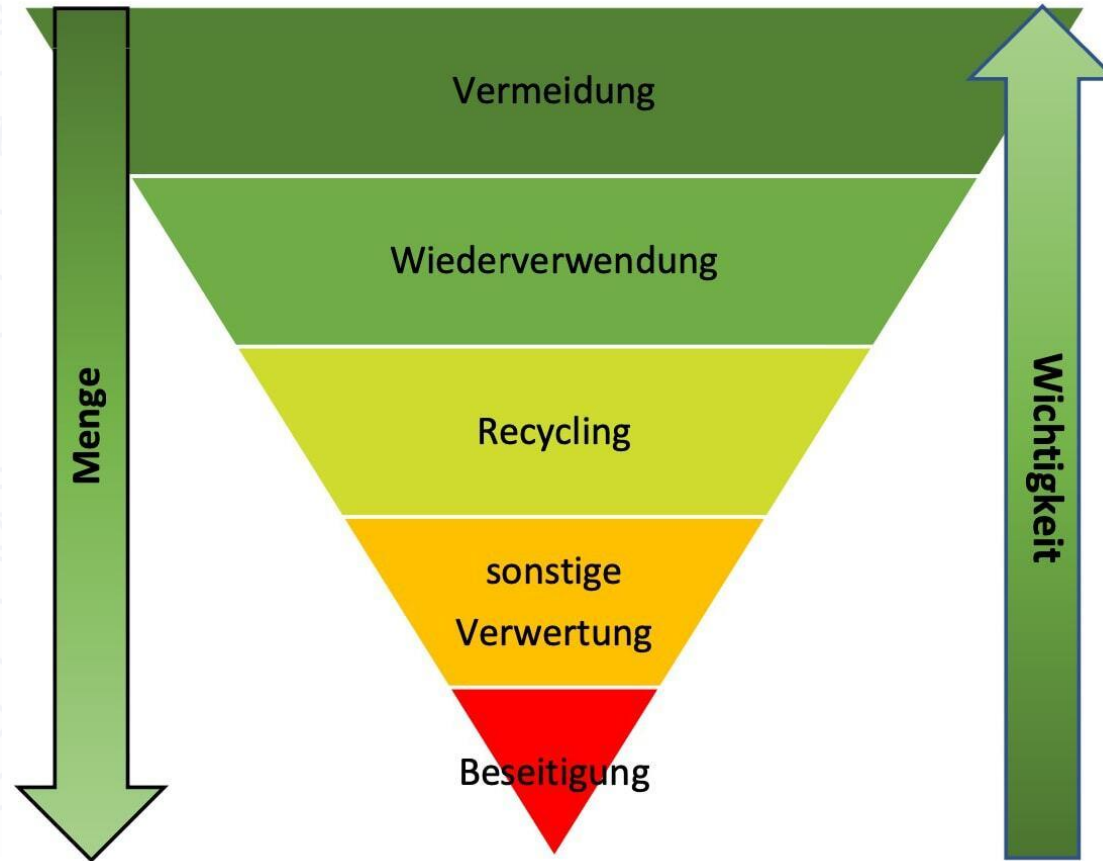 Vermeidung
Wiederverwendung
Recycling
sonstige
Verwertung
Beseitigung
Menge
Wichtigkeit